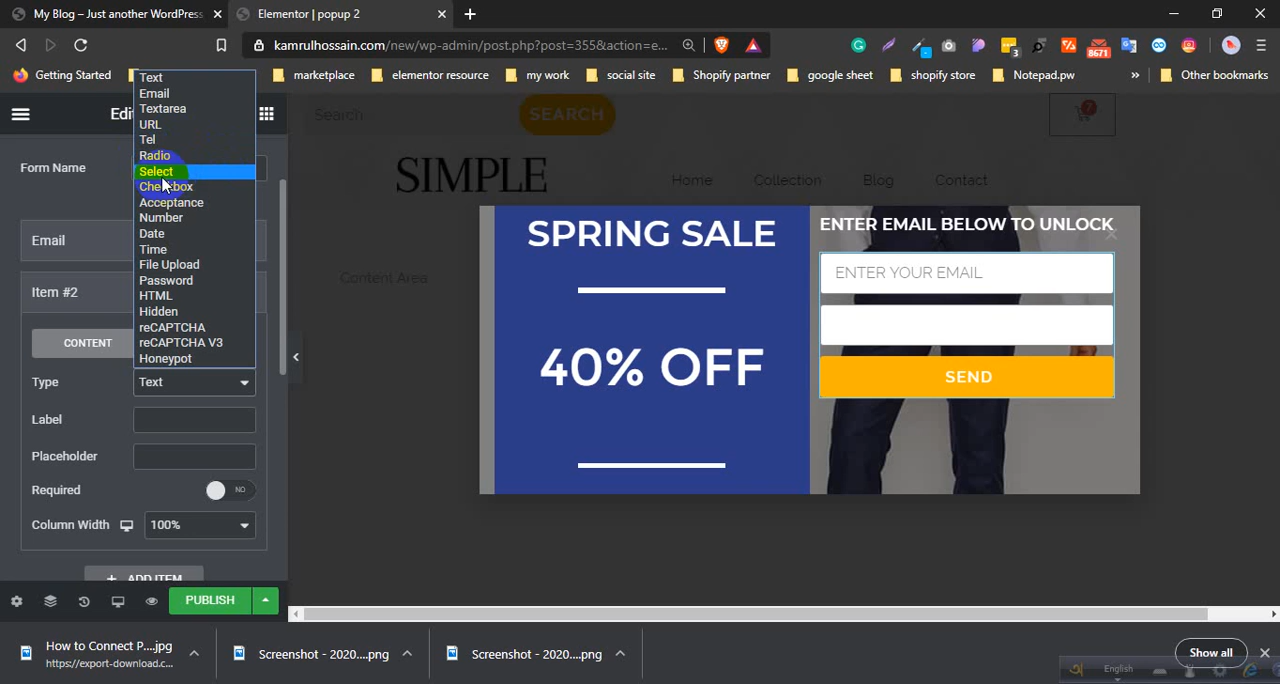 My Blog – Just another WordPress
Elementor | popup 2
kamrulhossain.com/new/wp-admin/post.php?post=355&action=e...
3
8671
Getting Started
marketplace
elementor resource
my work
social site
Shopify partner
google sheet
shopify store
Notepad.pw
»
Other bookmarks
Text
Email
Textarea
URL
Tel
Radio
Select
Checkbox
Acceptance
Number
Date
Time
File Upload
Password
HTML
Hidden
reCAPTCHA
reCAPTCHA V3
Honeypot
Form Name
Email
Item #2
CONTENT
Type
Text
Label
Placeholder
Required
NO
Column Width
100%
+ ADD ITEM
PUBLISH
Search
SEARCH
7
SIMPLE
Home
Collection
Blog
Contact
Content Area
SPRING SALE
40% OFF
ENTER EMAIL BELOW TO UNLOCK
ENTER YOUR EMAIL
SEND
How to Connect P....jpg
https://export-download.c...
Screenshot - 2020....png
Screenshot - 2020....png
Show all
English